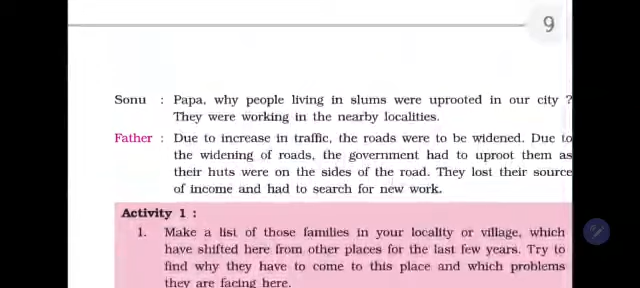 9
Sonu : Papa, why people living in slums were uprooted in our city ?
They were working in the nearby localities.
Father : Due to increase in traffic, the roads were to be widened. Due to
the widening of roads, the government had to uproot them as
their huts were on the sides of the road. They lost their source
of income and had to search for new work.
Activity 1 :
1. Make a list of those families in your locality or village, which
have shifted here from other places for the last few years. Try to
find why they have to come to this place and which problems
they are facing here.